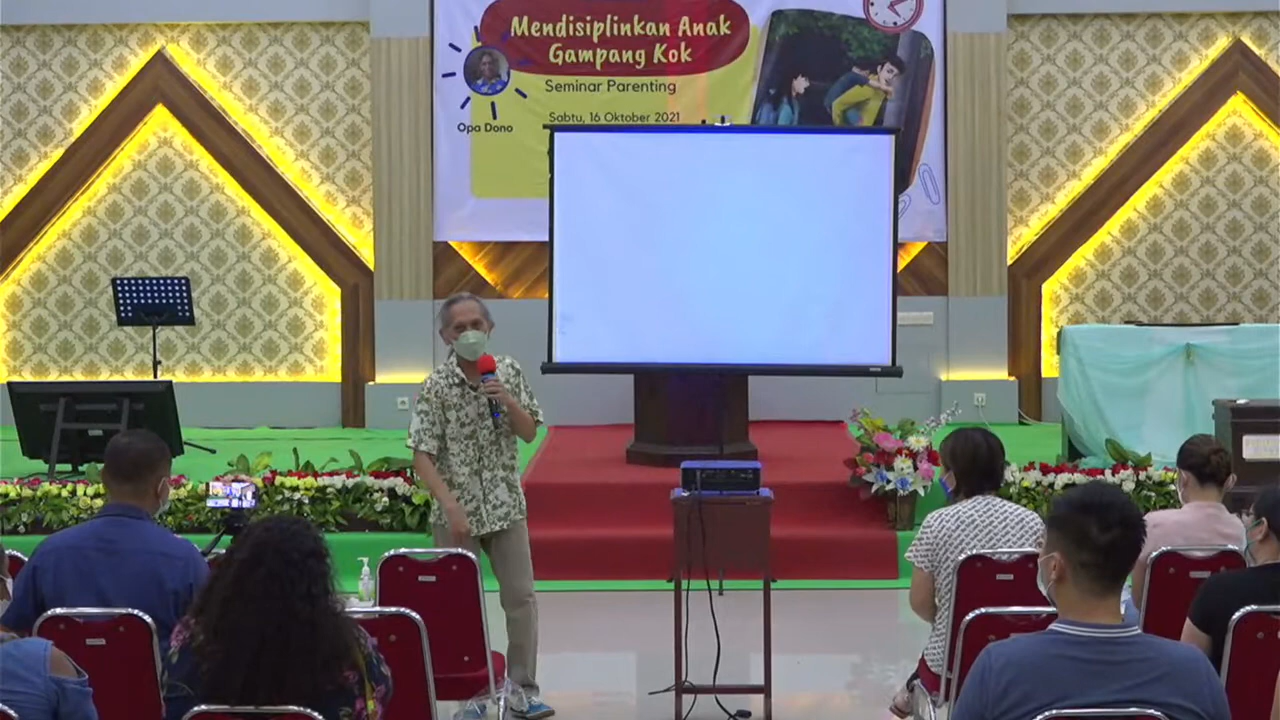 Mendisiplinkan Anak
Gampang Kok
Seminar Parenting
Opa Dono
Sabtu, 16 Oktober 2021